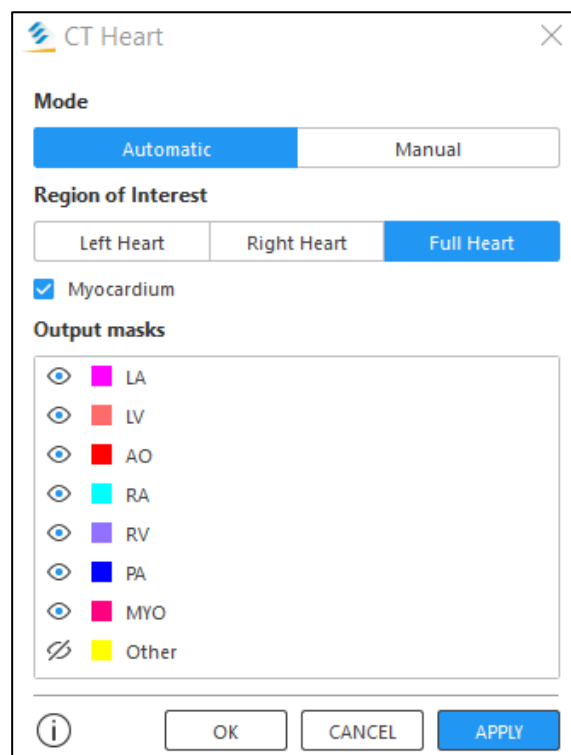 CT Heart
Mode
Automatic Manual
Region of Interest
Left Heart Right Heart Full Heart
Myocardium
Output masks
LA
LV
AO
RA
RV
PA
MYO
Other
OK CANCEL APPLY